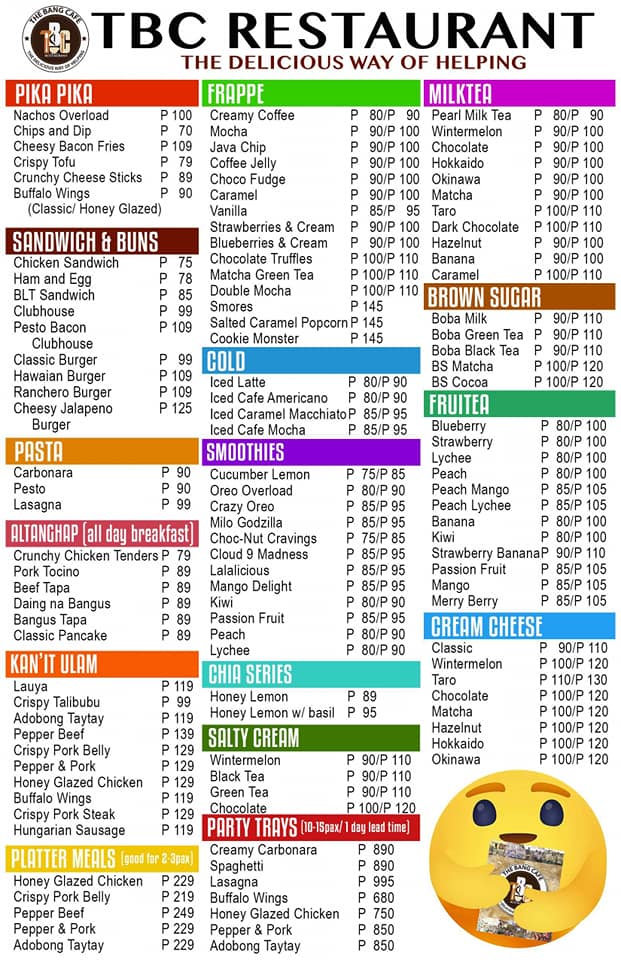 THE BANG CAFE
TBC
RESTAURANT
THE DELICIOUS WAY OF HELPING
TBC RESTAURANT
THE DELICIOUS WAY OF HELPING
PIKA PIKA
Nachos Overload P 100
Chips and Dip P 70
Cheesy Bacon Fries P 109
Crispy Tofu P 79
Crunchy Cheese Sticks P 89
Buffalo Wings P 90
(Classic/ Honey Glazed)
SANDWICH & BUNS
Chicken Sandwich P 75
Ham and Egg P 78
BLT Sandwich P 85
Clubhouse P 99
Pesto Bacon P 109
Clubhouse
Classic Burger P 99
Hawaiian Burger P 109
Ranchero Burger P 109
Cheesy Jalapeno P 125
Burger
PASTA
Carbonara P 90
Pesto P 90
Lasagna P 99
ALTANGHAP (all day breakfast)
Crunchy Chicken Tenders P 79
Pork Tocino P 89
Beef Tapa P 89
Daing na Bangus P 89
Bangus Tapa P 89
Classic Pancake P 89
KAN'IT ULAM
Lauya P 119
Crispy Talibubu P 99
Adobong Taytay P 119
Pepper Beef P 139
Crispy Pork Belly P 129
Pepper & Pork P 129
Honey Glazed Chicken P 129
Buffalo Wings P 119
Crispy Pork Steak P 129
Hungarian Sausage P 119
PLATTER MEALS (good for 2-3pax)
Honey Glazed Chicken P 229
Crispy Pork Belly P 219
Pepper Beef P 249
Pepper & Pork P 229
Adobong Taytay P 229
FRAPPE
Creamy Coffee P 80/P 90
Mocha P 90/P 100
Java Chip P 90/P 100
Coffee Jelly P 90/P 100
Choco Fudge P 90/P 100
Caramel P 90/P 100
Vanilla P 85/P 95
Strawberries & Cream P 90/P 100
Blueberries & Cream P 90/P 100
Chocolate Truffles P 100/P 110
Matcha Green Tea P 100/P 110
Double Mocha P 100/P 110
Smores P 145
Salted Caramel Popcorn P 145
Cookie Monster P 145
COLD
Iced Latte P 80/P 90
Iced Cafe Americano P 80/P 90
Iced Caramel Macchiato P 85/P 95
Iced Cafe Mocha P 85/P 95
SMOOTHIES
Cucumber Lemon P 75/P 85
Oreo Overload P 80/P 90
Crazy Oreo P 85/P 95
Milo Godzilla P 85/P 95
Choc-Nut Cravings P 75/P 85
Cloud 9 Madness P 85/P 95
Lalalicious P 85/P 95
Mango Delight P 85/P 95
Kiwi P 80/P 90
Passion Fruit P 85/P 95
Peach P 80/P 90
Lychee P 80/P 90
CHIA SERIES
Honey Lemon P 89
Honey Lemon w/ basil P 95
SALTY CREAM
Wintermelon P 90/P 110
Black Tea P 90/P 110
Green Tea P 90/P 110
Chocolate P 100/P 120
PARTY TRAYS (10-15pax/ 1 day lead time)
Creamy Carbonara P 890
Spaghetti P 890
Lasagna P 995
Buffalo Wings P 680
Honey Glazed Chicken P 750
Pepper & Pork P 850
Adobong Taytay P 850
MILKTEA
Pearl Milk Tea P 80/P 90
Wintermelon P 90/P 100
Chocolate P 90/P 100
Hokkaido P 90/P 100
Okinawa P 90/P 100
Matcha P 90/P 100
Taro P 100/P 110
Dark Chocolate P 100/P 110
Hazelnut P 90/P 100
Banana P 90/P 100
Caramel P 100/P 110
BROWN SUGAR
Boba Milk P 90/P 110
Boba Green Tea P 90/P 110
Boba Black Tea P 90/P 110
BS Matcha P 100/P 120
BS Cocoa P 100/P 120
FRUITEA
Blueberry P 80/P 100
Strawberry P 80/P 100
Lychee P 80/P 100
Peach P 80/P 100
Peach Mango P 85/P 105
Peach Lychee P 85/P 105
Banana P 80/P 100
Kiwi P 80/P 100
Strawberry Banana P 90/P 110
Passion Fruit P 85/P 105
Mango P 85/P 105
Merry Berry P 85/P 105
CREAM CHEESE
Classic P 90/P 110
Wintermelon P 100/P 120
Taro P 110/P 130
Chocolate P 100/P 120
Matcha P 100/P 120
Hazelnut P 100/P 120
Hokkaido P 100/P 120
Okinawa P 100/P 120
THE BANG CAFE